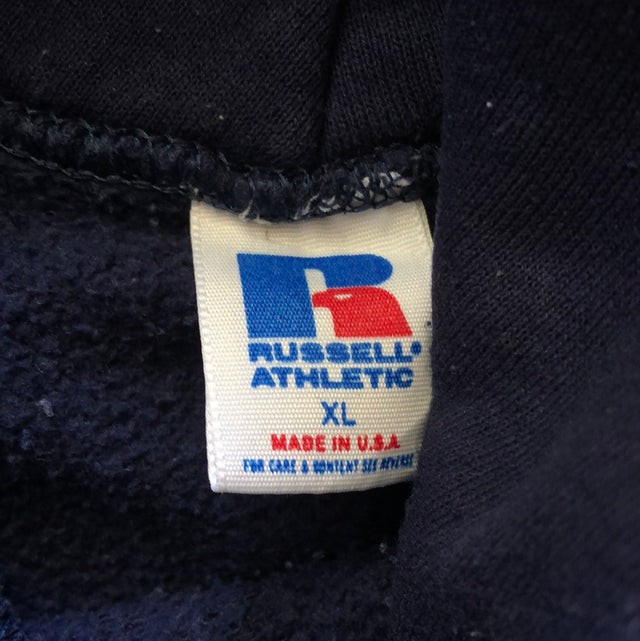 RUSSELL®
ATHLETIC
XL
MADE IN U.S.A.
FOR CARE & CONTENT SEE REVERSE